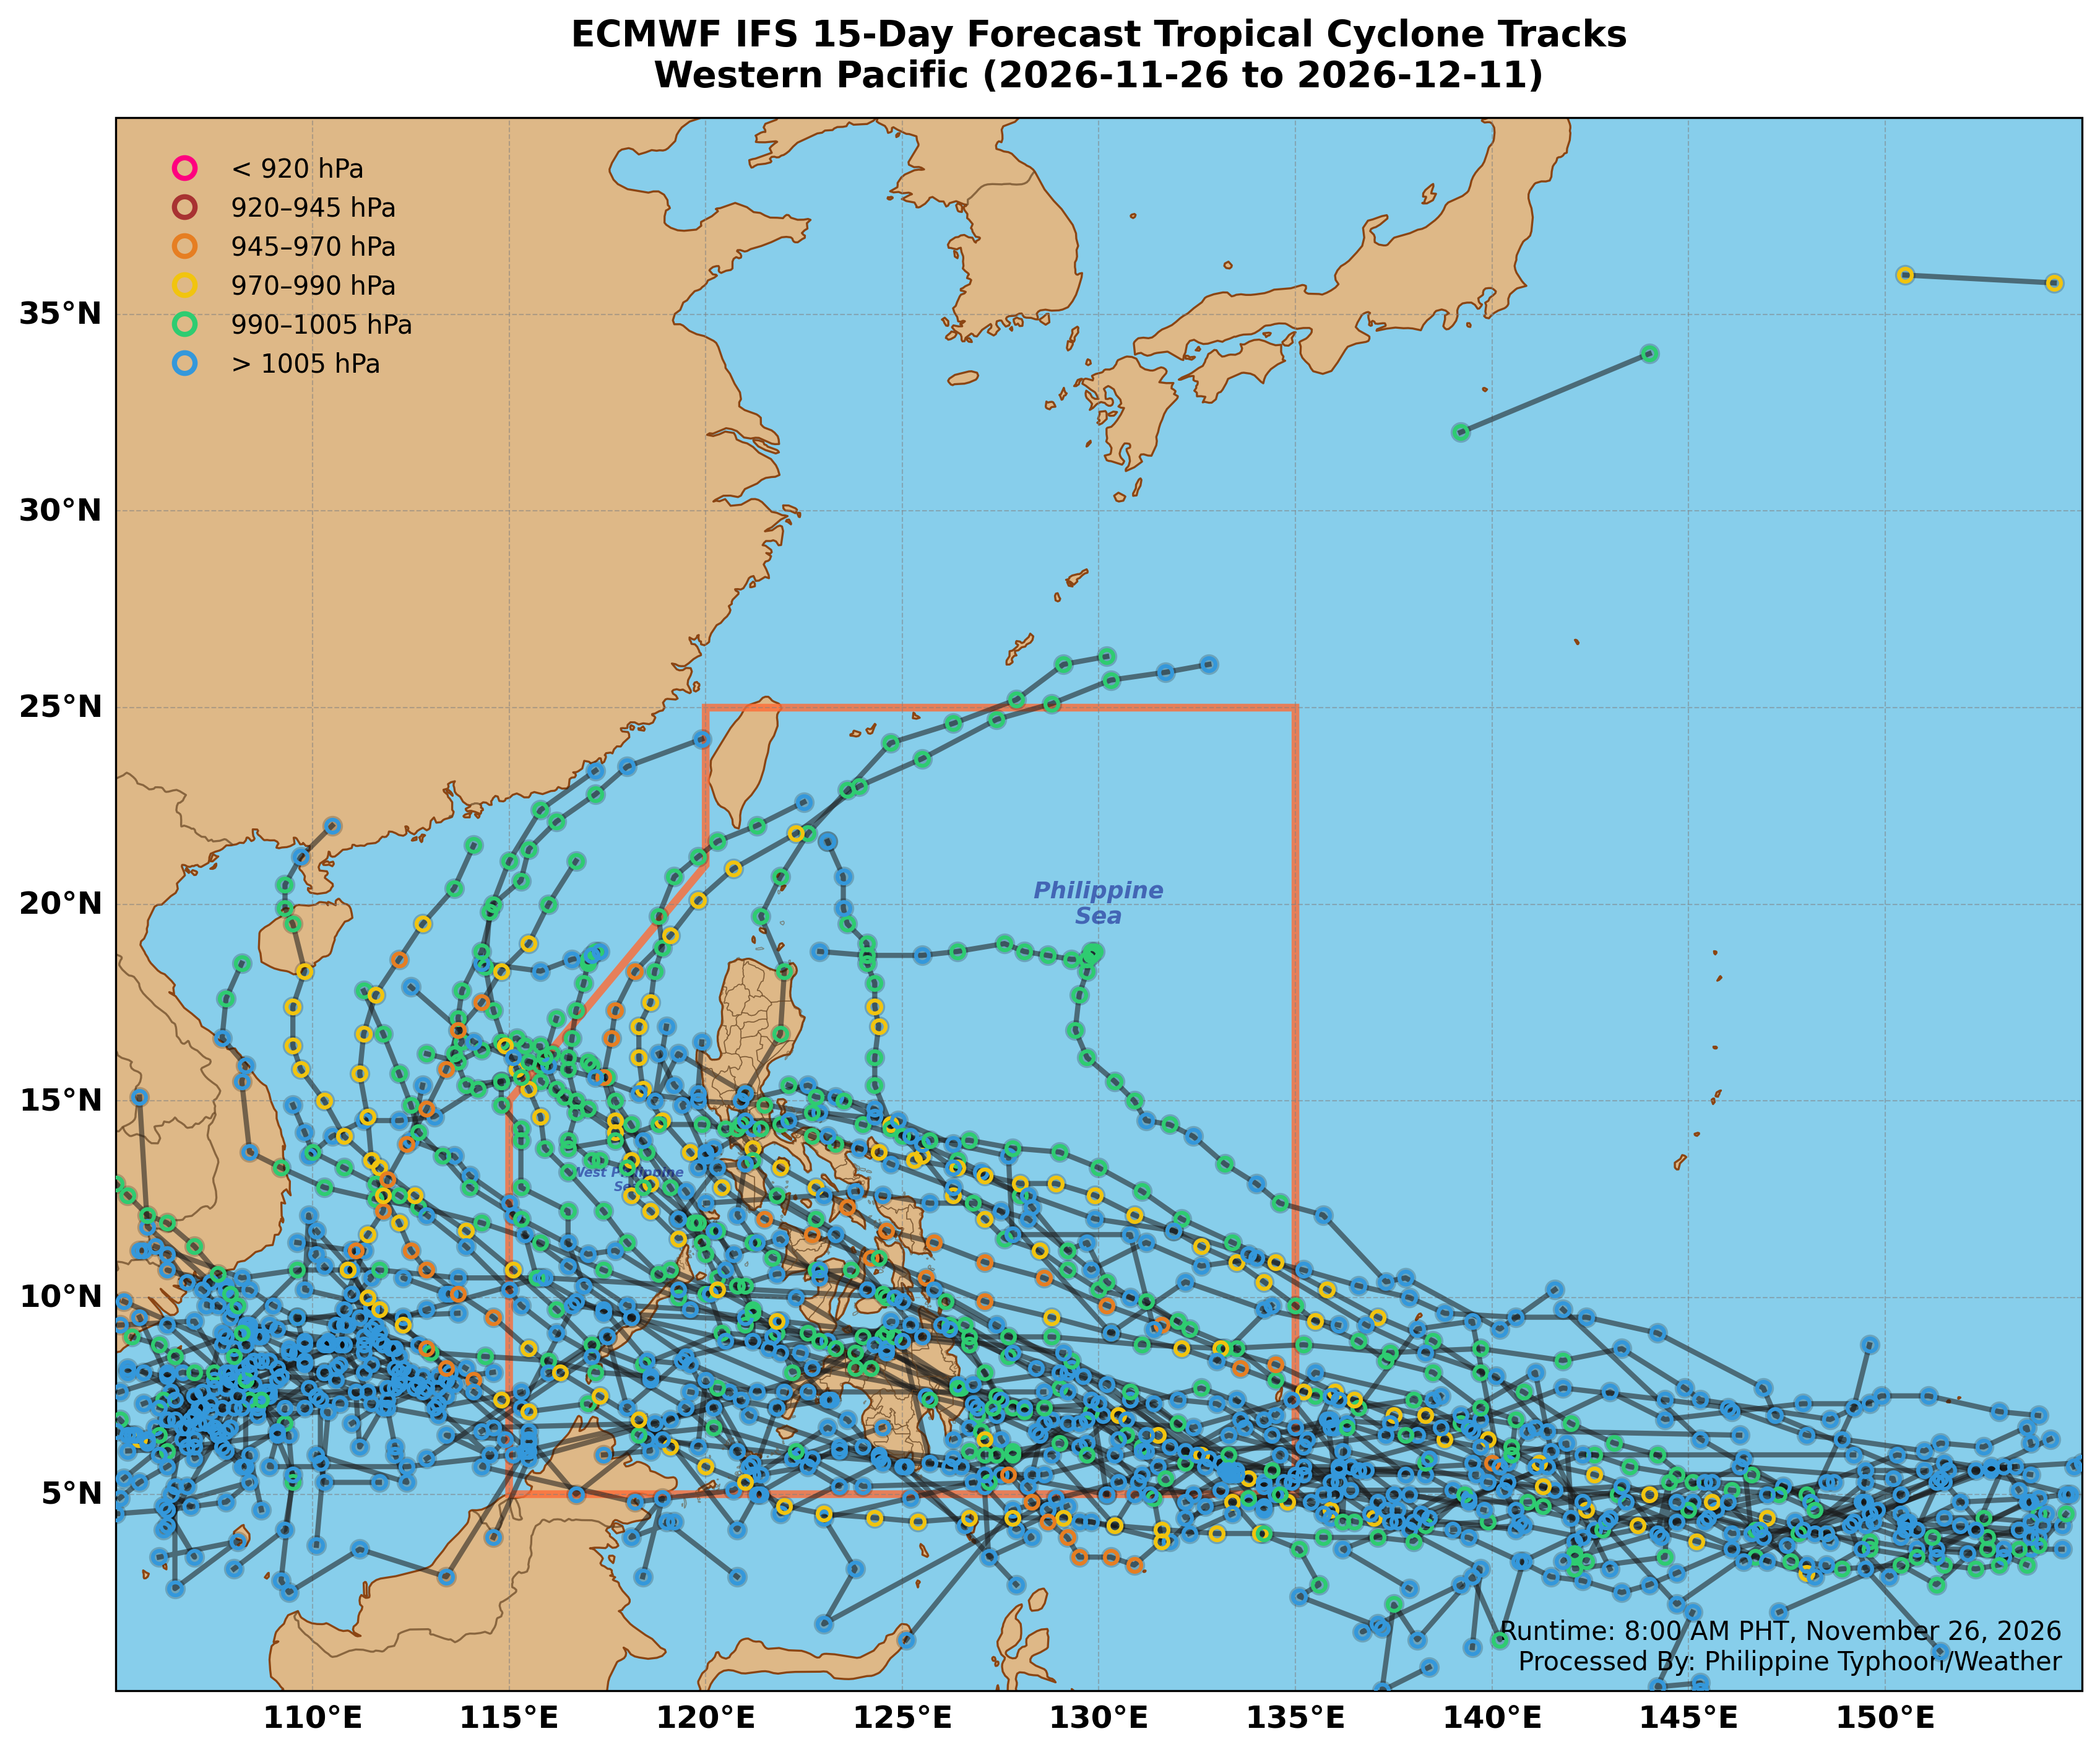 ECMWF IFS 15-Day Forecast Tropical Cyclone Tracks
Western Pacific (2026-11-26 to 2026-12-11)
< 920 hPa
920–945 hPa
945–970 hPa
970–990 hPa
990–1005 hPa
> 1005 hPa
35°N
30°N
25°N
20°N
15°N
10°N
5°N
Philippine
Sea
West Philippine
Sea
Runtime: 8:00 AM PHT, November 26, 2026
Processed By: Philippine Typhoon/Weather
110°E
115°E
120°E
125°E
130°E
135°E
140°E
145°E
150°E